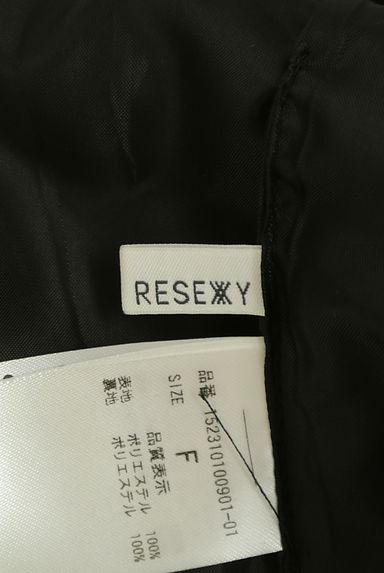 RESEXXY
品番 152310100901-01
SIZE F
品質表示
表地 ポリエステル 100%
裏地 ポリエステル 100%